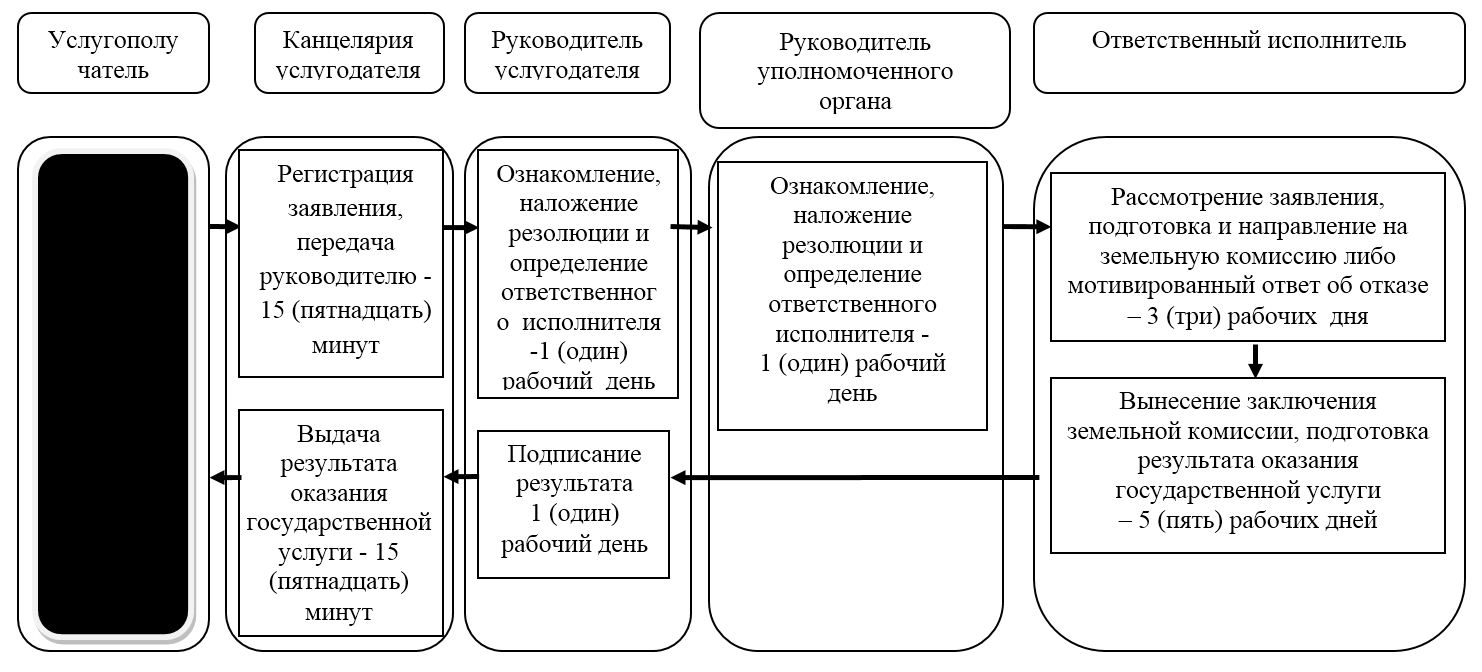 Услугополу
чатель
Канцелярия
услугодателя
Руководитель
услугодателя
Руководитель
уполномоченного
органа
Ответственный исполнитель
Регистрация
заявления,
передача
руководителю -
15 (пятнадцать)
минут
Ознакомление,
наложение
резолюции и
определение
ответственног
о исполнителя
-1 (один)
рабочий день
Ознакомление,
наложение
резолюции и
определение
ответственного
исполнителя -
1 (один) рабочий
день
Рассмотрение заявления,
подготовка и направление на
земельную комиссию либо
мотивированный ответ об отказе
– 3 (три) рабочих дня
Вынесение заключения
земельной комиссии, подготовка
результата оказания
государственной услуги
– 5 (пять) рабочих дней
Подписание
результата
1 (один)
рабочий день
Выдача
результата
оказания
государственной
услуги - 15
(пятнадцать)
минут